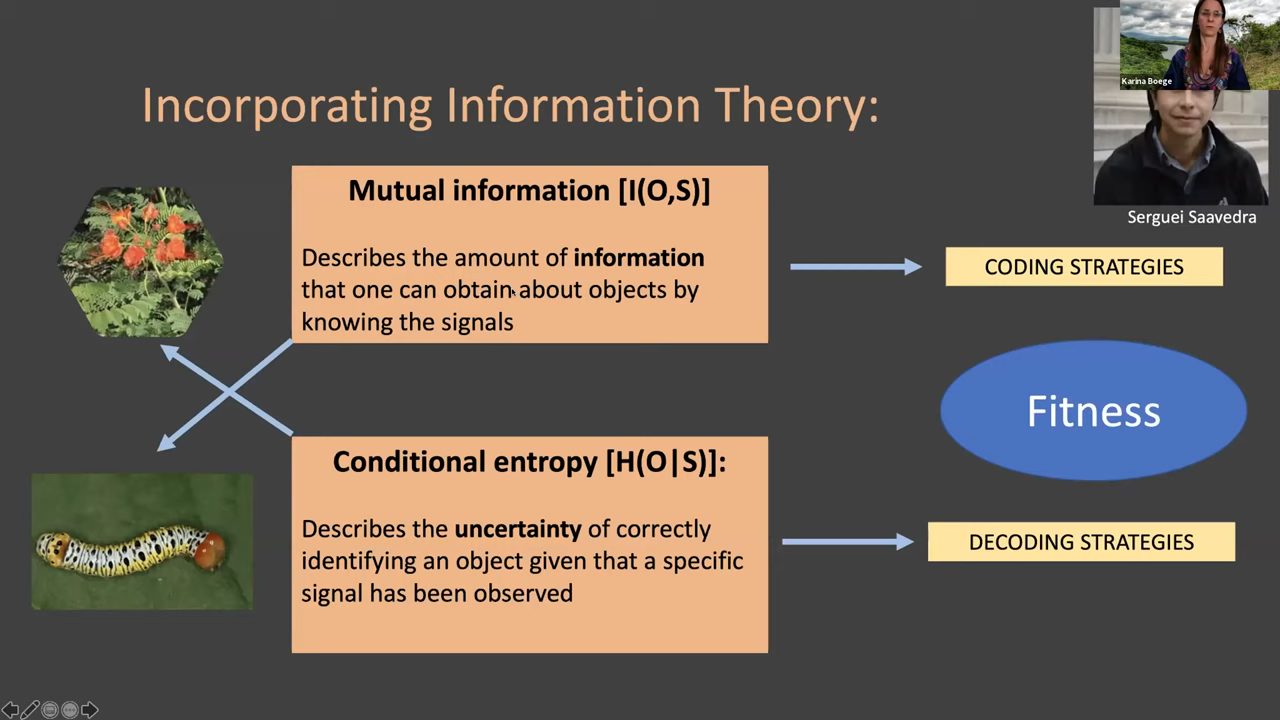 Karina Boege
Incorporating Information Theory:
Serguei Saavedra
Mutual information [I(O,S)]
Describes the amount of information
that one can obtain about objects by
knowing the signals
CODING STRATEGIES
Fitness
Conditional entropy [H(O|S)]:
Describes the uncertainty of correctly
identifying an object given that a specific
signal has been observed
DECODING STRATEGIES